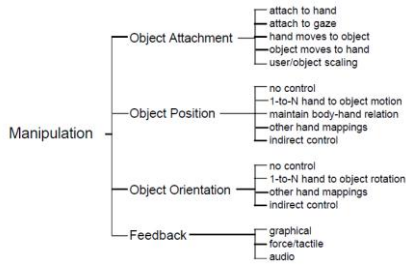 Manipulation
Object Attachment
attach to hand
attach to gaze
hand moves to object
object moves to hand
user/object scaling
Object Position
no control
1-to-N hand to object motion
maintain body-hand relation
other hand mappings
indirect control
Object Orientation
no control
1-to-N hand to object rotation
other hand mappings
indirect control
Feedback
graphical
force/tactile
audio